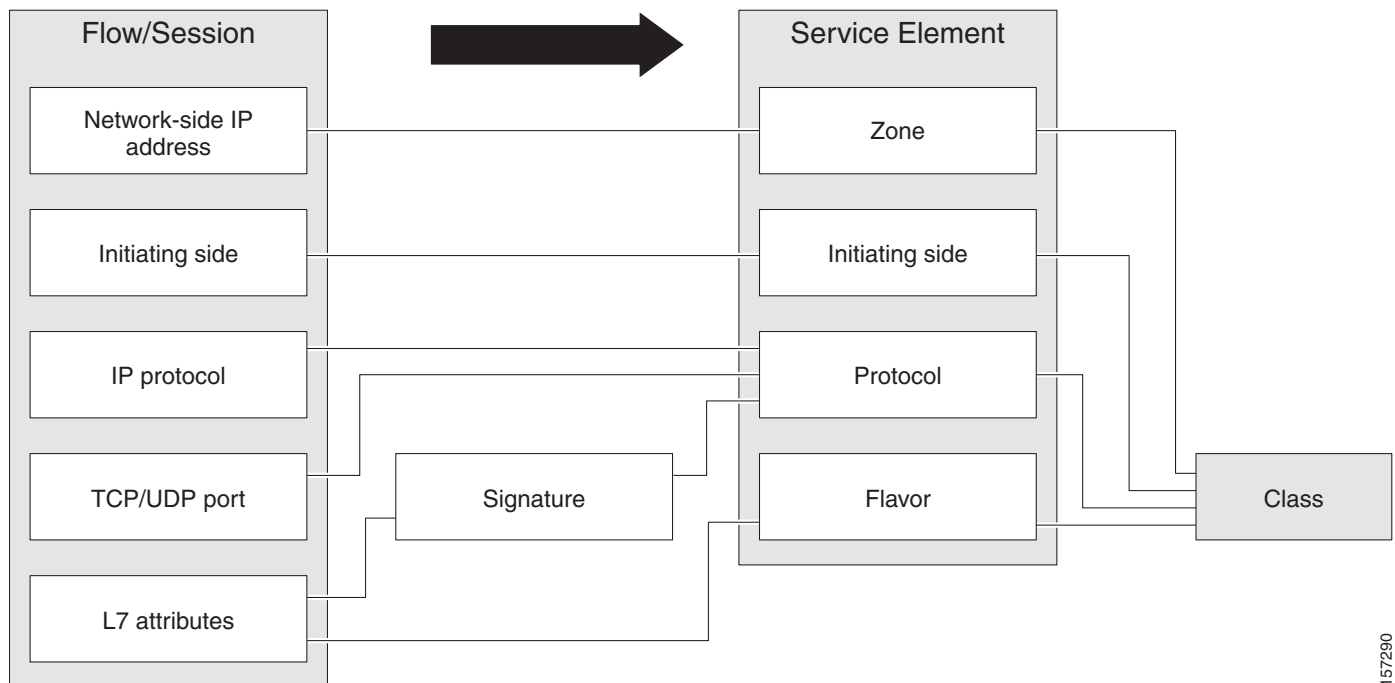 Flow/Session
Service Element
Network-side IP
address
Zone
Initiating side
Initiating side
IP protocol
Protocol
TCP/UDP port
Signature
Flavor
Class
L7 attributes
157290